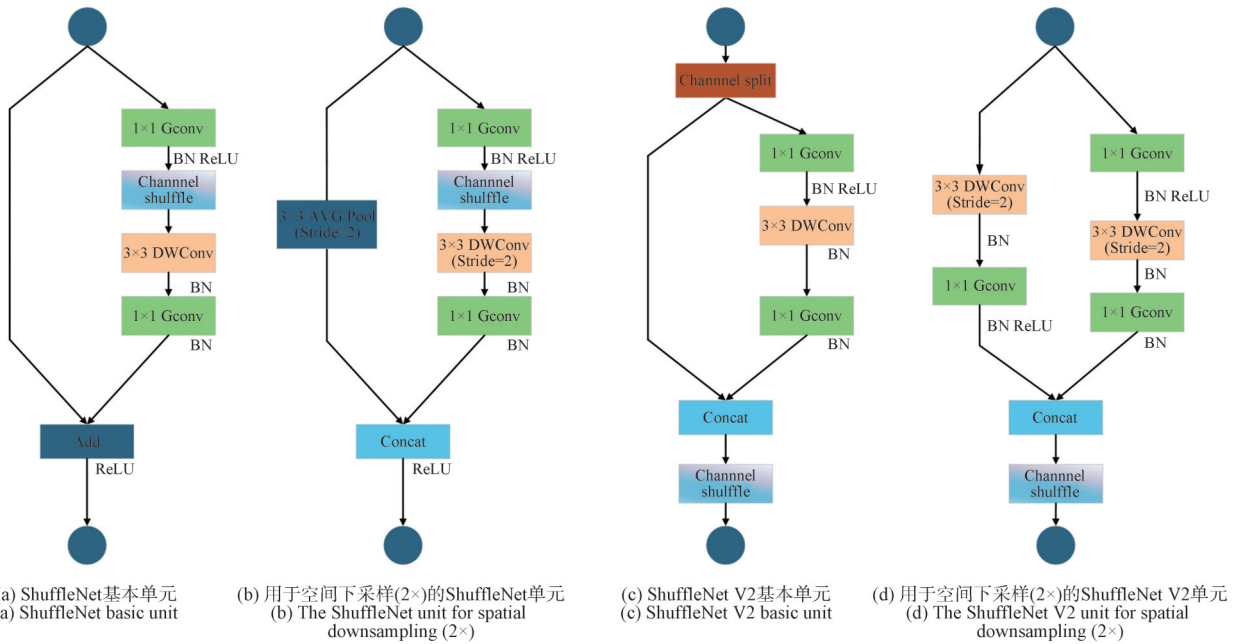 1×1 Gconv
BN ReLU
Channnel
shulffle
3×3 DWConv
BN
1×1 Gconv
BN
Add
ReLU
a) ShuffleNet基本单元
a) ShuffleNet basic unit
3×3 AVG Pool
(Stride=2)
1×1 Gconv
BN ReLU
Channnel
shulffle
3×3 DWConv
(Stride=2)
BN
1×1 Gconv
BN
Concat
ReLU
(b) 用于空间下采样(2×)的ShuffleNet单元
(b) The ShuffleNet unit for spatial
downsampling (2×)
Channnel split
1×1 Gconv
BN ReLU
3×3 DWConv
BN
1×1 Gconv
BN
Concat
Channnel
shulffle
(c) ShuffleNet V2基本单元
(c) ShuffleNet V2 basic unit
3×3 DWConv
(Stride=2)
BN
1×1 Gconv
BN ReLU
1×1 Gconv
BN ReLU
3×3 DWConv
(Stride=2)
BN
1×1 Gconv
BN
Concat
Channnel
shulffle
(d) 用于空间下采样(2×)的ShuffleNet V2单元
(d) The ShuffleNet V2 unit for spatial
downsampling (2×)